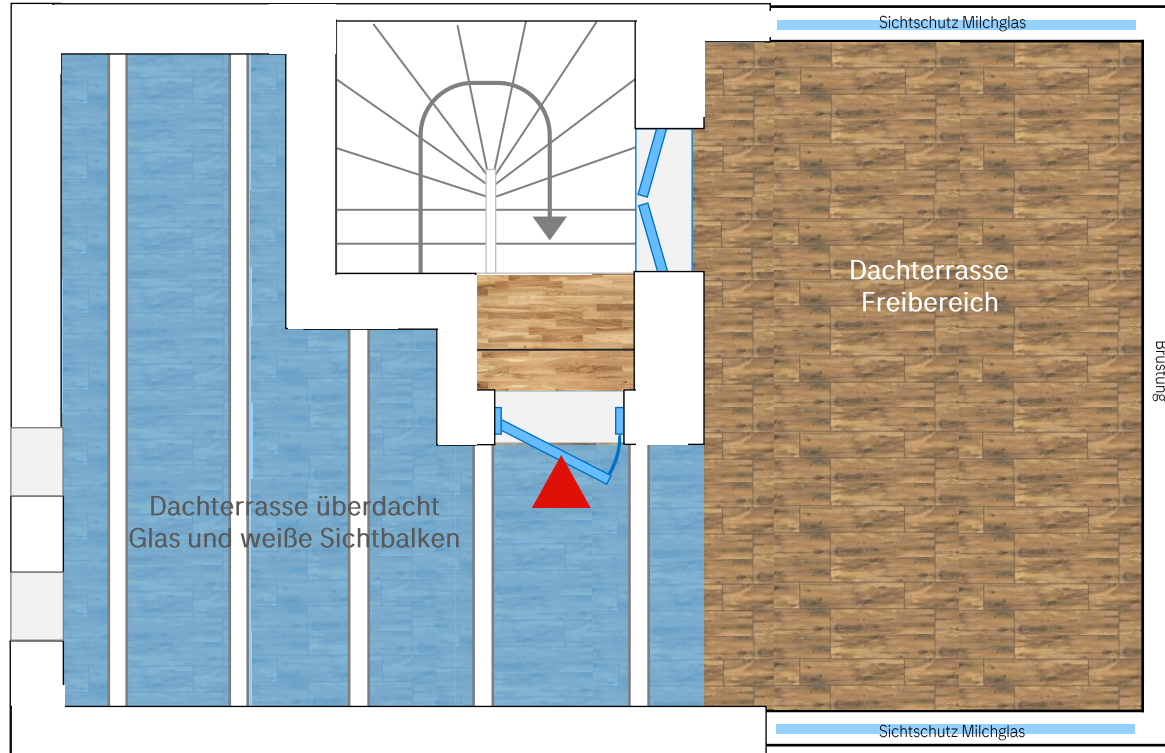 Sichtschutz Milchglas
Dachterrasse
Freibereich
Brüstung
Dachterrasse überdacht
Glas und weiße Sichtbalken
Sichtschutz Milchglas